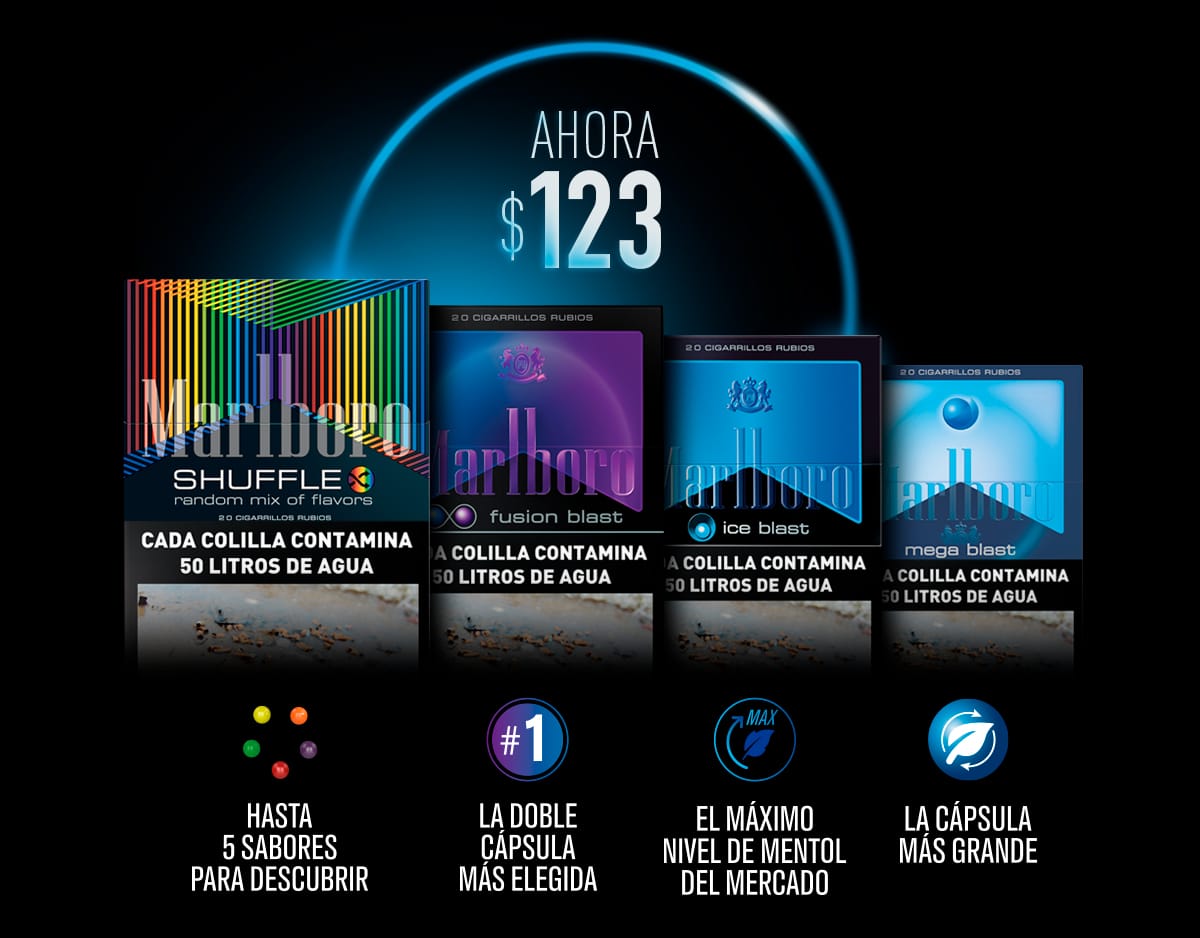 AHORA
$123
Marlboro
SHUFFLE
random mix of flavors
20 CIGARRILLOS RUBIOS
CADA COLILLA CONTAMINA
50 LITROS DE AGUA
20 CIGARRILLOS RUBIOS
Marlboro
fusion blast
DA COLILLA CONTAMINA
50 LITROS DE AGUA
20 CIGARRILLOS RUBIOS
Marlboro
ice blast
DA COLILLA CONTAMINA
50 LITROS DE AGUA
20 CIGARRILLOS RUBIOS
Marlboro
mega blast
A COLILLA CONTAMINA
50 LITROS DE AGUA
HASTA
5 SABORES
PARA DESCUBRIR
#1
LA DOBLE
CÁPSULA
MÁS ELEGIDA
MAX
EL MÁXIMO
NIVEL DE MENTOL
DEL MERCADO
LA CÁPSULA
MÁS GRANDE